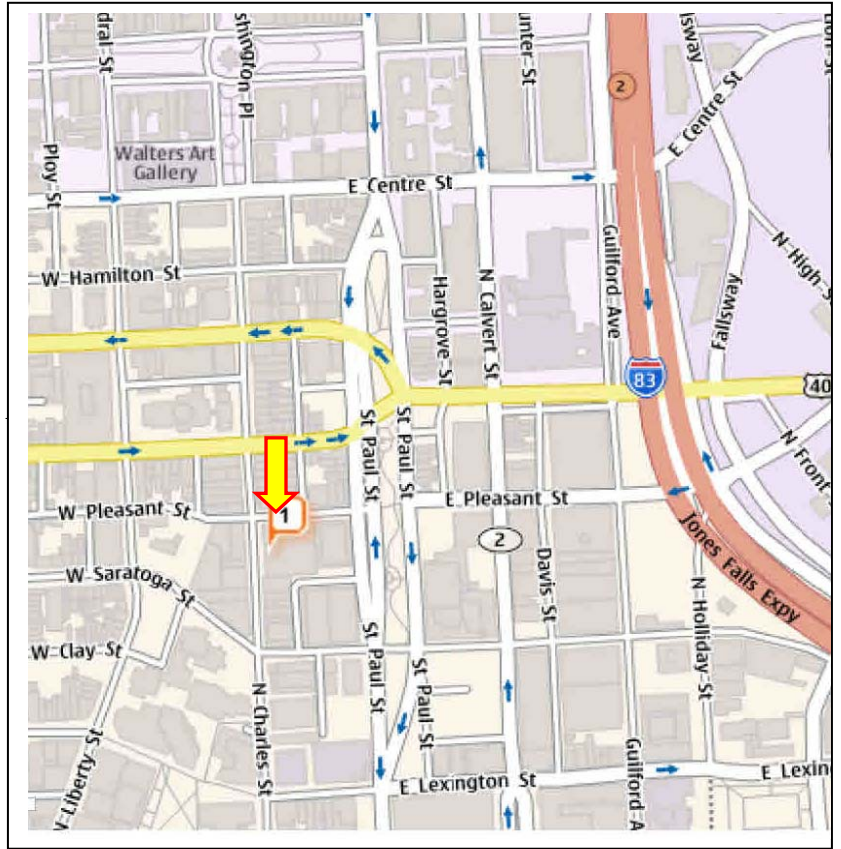 dral St
shington Pl
unter St
lsway
2
E Centre St
Ploy St
Walters Art
Gallery
E Centre St
W Hamilton St
Guilford Ave
Fallsway
N High S
Hargrove St
N Calvert St
83
40
St Paul St
St Paul St
N Front
W Pleasant St
1
E Pleasant St
2
Jones Falls Expy
W Saratoga St
Davis St
N Holliday St
W Clay St
St Paul St
St Paul St
N Charles St
N Liberty St
Guilford A
E Lexington St
E Lexin